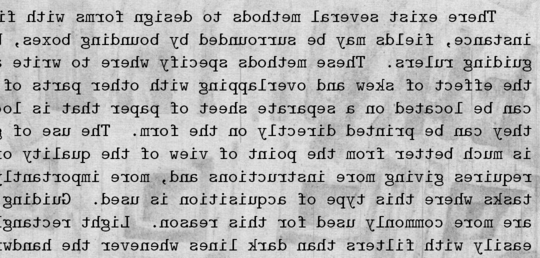 There exist several methods to design forms with fi
instance, fields may be surrounded by bounding boxes,
guiding rulers. These methods specify where to write
the effect of skew and overlapping with other parts of
can be located on a separate sheet of paper that is loc
they can be printed directly on the form. The use of
is much better from the point of view of the quality o
requires giving more instructions and, more importantly
tasks where this type of acquisition is used. Guiding
are more commonly used for this reason. Light rectangl
easily with filters than dark lines whenever the handw